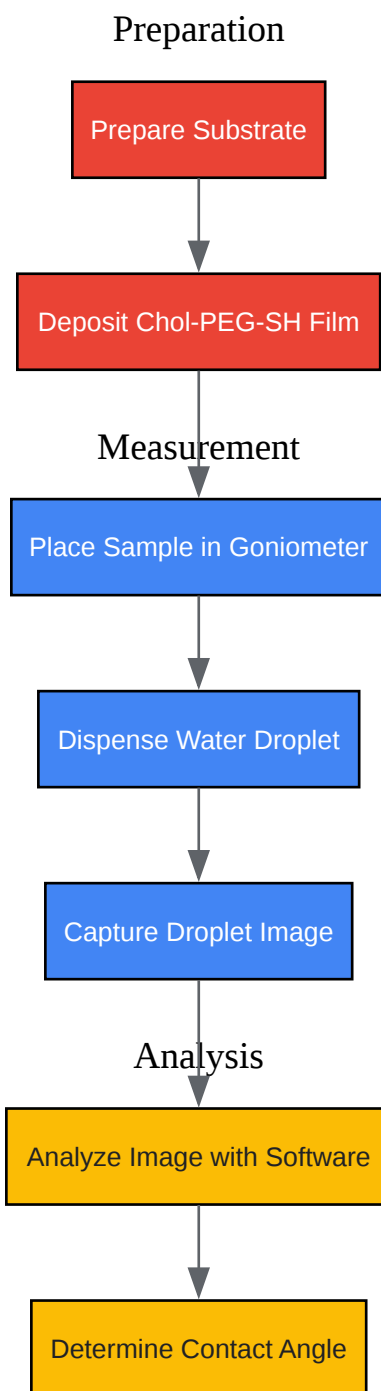 Preparation
Prepare Substrate
Deposit Chol-PEG-SH Film
Measurement
Place Sample in Goniometer
Dispense Water Droplet
Capture Droplet Image
Analysis
Analyze Image with Software
Determine Contact Angle